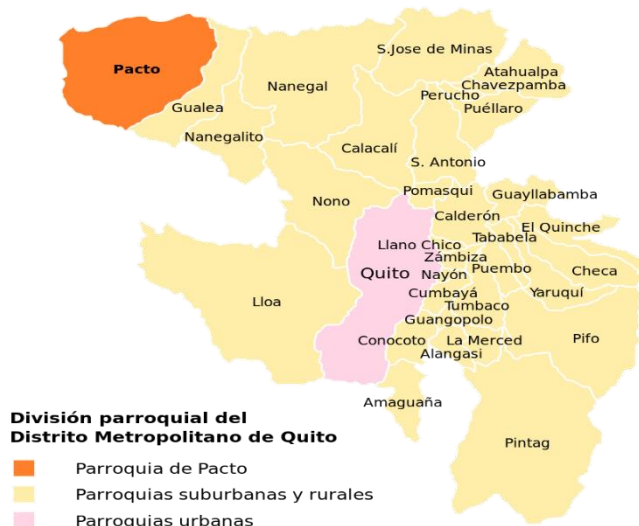 S.Jose de Minas
Pacto
Atahualpa
Nanegal
Chavezpamba
Perucho
Gualea
Puéllaro
Nanegalito
Calacalí
S. Antonio
Pomasqui
Guayllabamba
Nono
Calderón
El Quinche
Tababela
Llano Chico
Zámbiza
Quito
Nayón
Puembo
Checa
Cumbayá
Yaruquí
Lloa
Tumbaco
Guangopolo
Conocoto
La Merced
Pifo
Alangasi
Amaguaña
Pintag
División parroquial del
Distrito Metropolitano de Quito
Parroquia de Pacto
Parroquias suburbanas y rurales
Parroquias urbanas